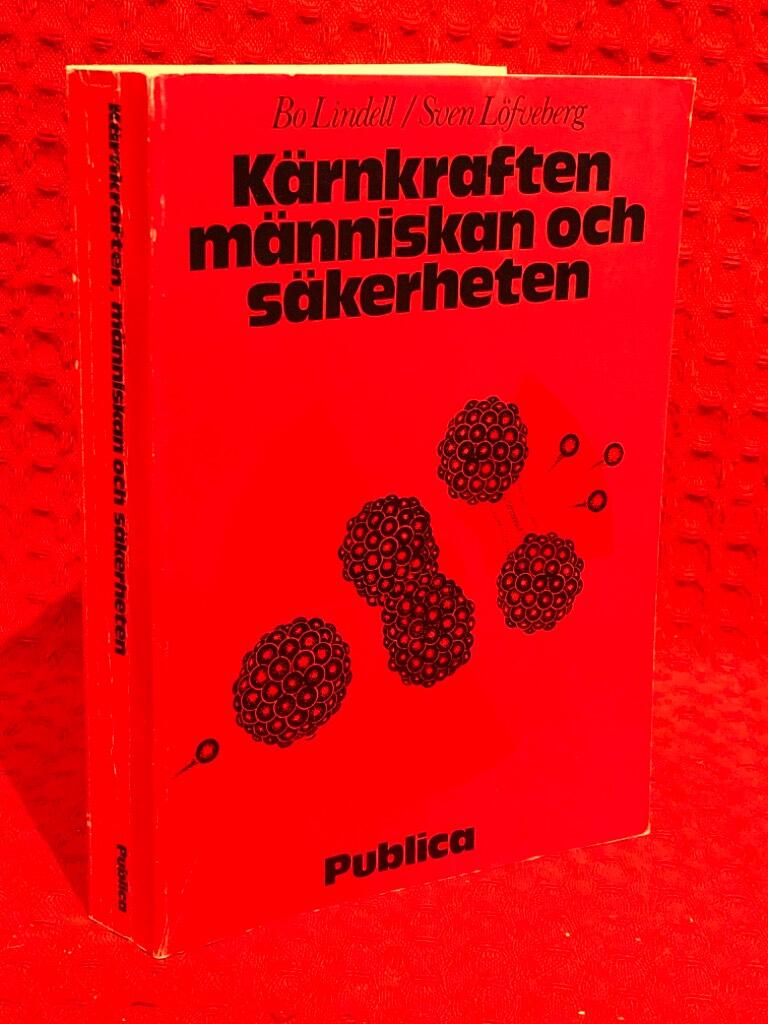 Bo Lindell / Sven Löfveberg
Kärnkraften
människan och
säkerheten
Publica
Kärnkraften, människan och säkerheten
Publica